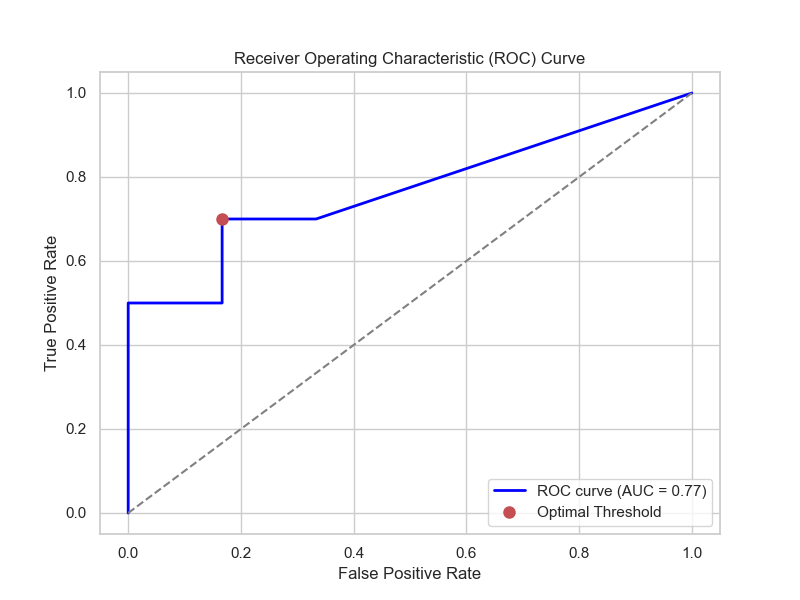 Receiver Operating Characteristic (ROC) Curve
True Positive Rate
1.0
0.8
0.6
0.4
0.2
0.0
ROC curve (AUC = 0.77)
Optimal Threshold
0.0 0.2 0.4 0.6 0.8 1.0
False Positive Rate